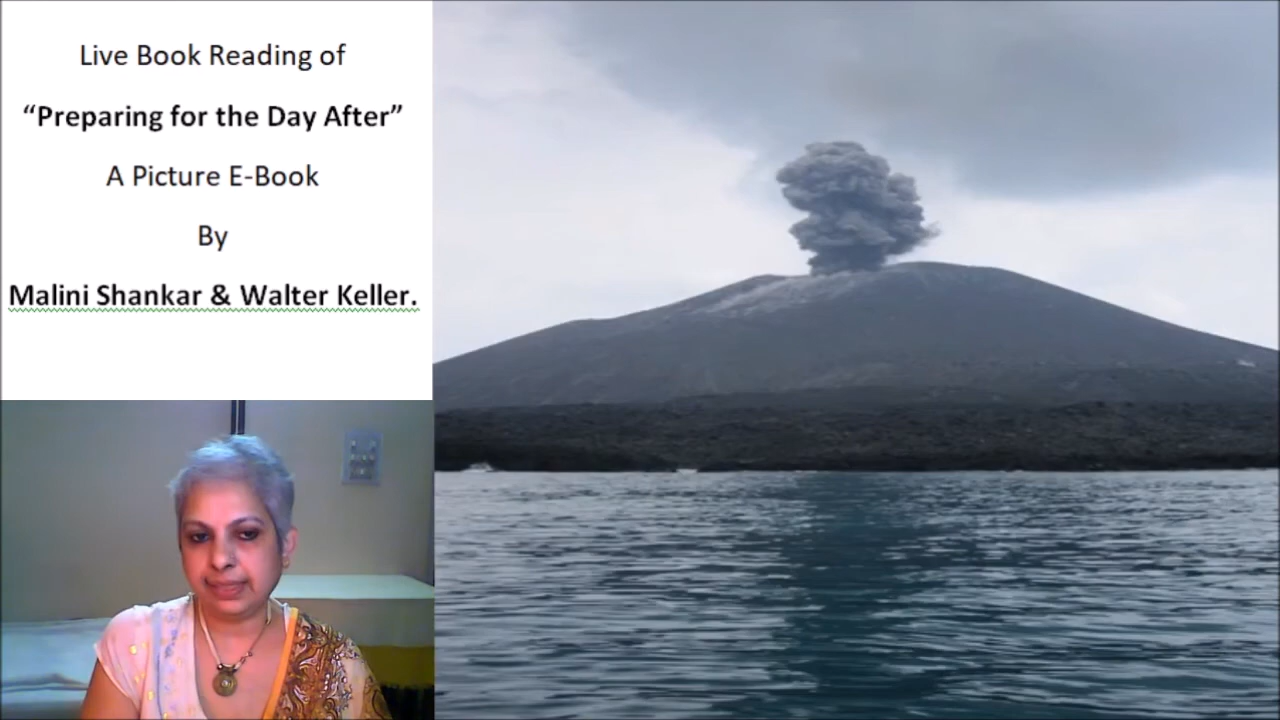 Live Book Reading of
“Preparing for the Day After”
A Picture E-Book
By
Malini Shankar & Walter Keller.